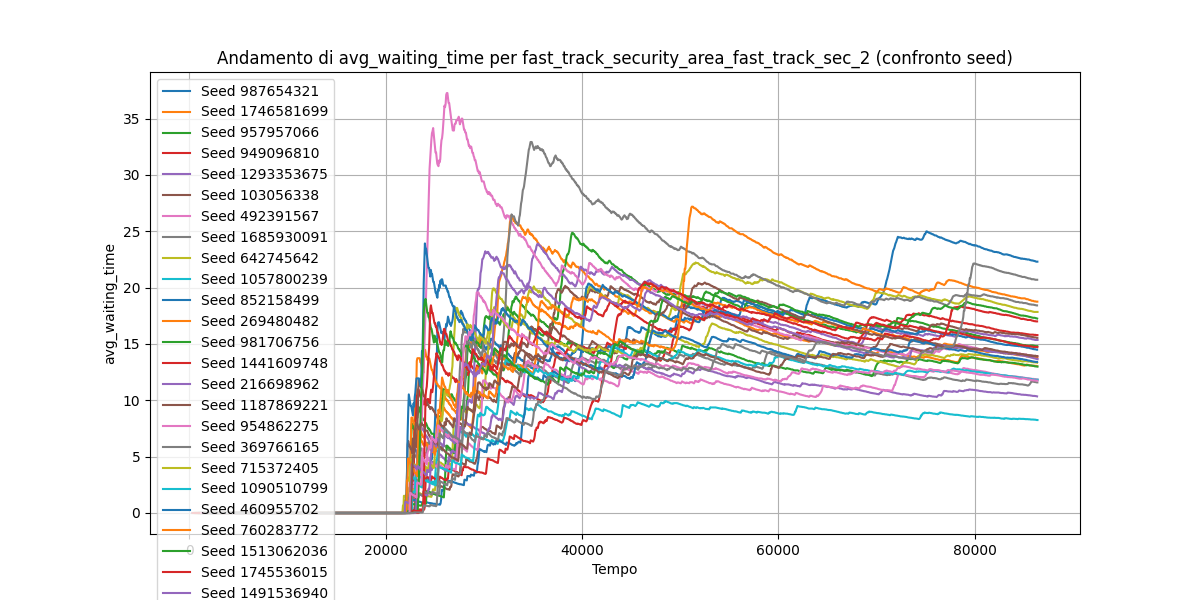 Andamento di avg_waiting_time per fast_track_security_area_fast_track_sec_2 (confronto seed)
avg_waiting_time
35
30
25
20
15
10
5
0
Seed 987654321
Seed 1746581699
Seed 957957066
Seed 949096810
Seed 1293353675
Seed 103056338
Seed 492391567
Seed 1685930091
Seed 642745642
Seed 1057800239
Seed 852158499
Seed 269480482
Seed 981706756
Seed 1441609748
Seed 216698962
Seed 1187869221
Seed 954862275
Seed 369766165
Seed 715372405
Seed 1090510799
Seed 460955702
Seed 760283772
Seed 1513062036
Seed 1745536015
Seed 1491536940
0
20000
40000
60000
80000
Tempo